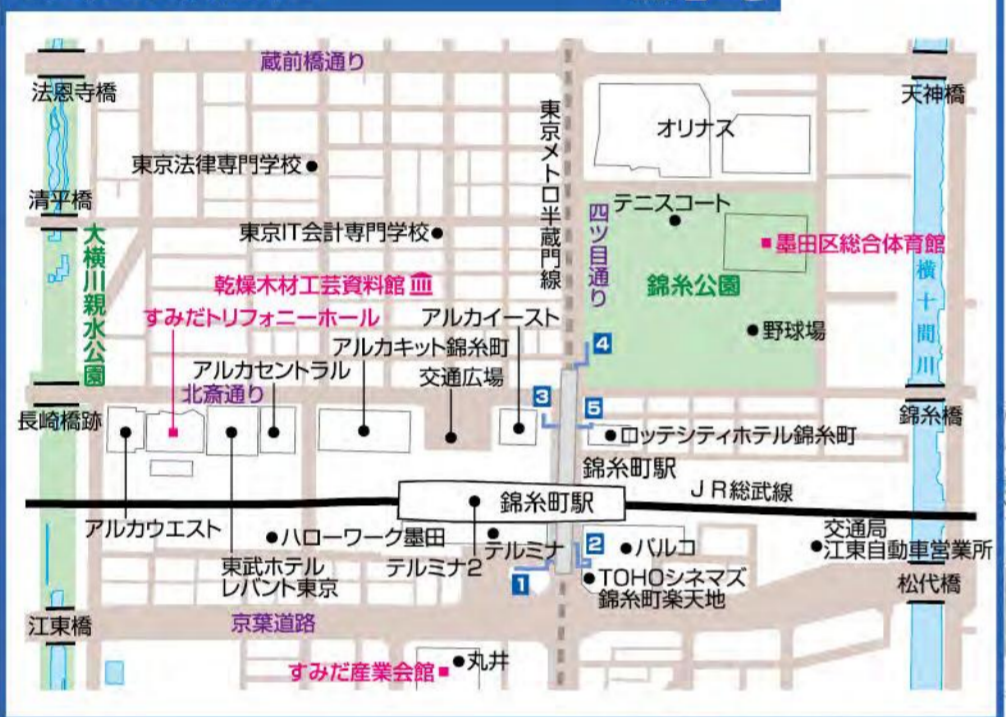 蔵前橋通り
法恩寺橋
天神橋
東京メトロ半蔵門線
オリナス
東京法律専門学校
清平橋
四ツ目通り
テニスコート
東京IT会計専門学校
墨田区総合体育館
大横川親水公園
横十間川
乾燥木材工芸資料館
錦糸公園
すみだトリフォニーホール
アルカイースト
野球場
アルカキット錦糸町
4
アルカセントラル
交通広場
北斎通り
3
5
長崎橋跡
錦糸橋
ロッテシティホテル錦糸町
錦糸町駅
JR総武線
錦糸町駅
アルカウエスト
ハローワーク墨田
テルミナ
2
パルコ
交通局
江東自動車営業所
東武ホテル
レバント東京
テルミナ2
1
TOHOシネマズ
錦糸町楽天地
松代橋
江東橋
京葉道路
すみだ産業会館
丸井